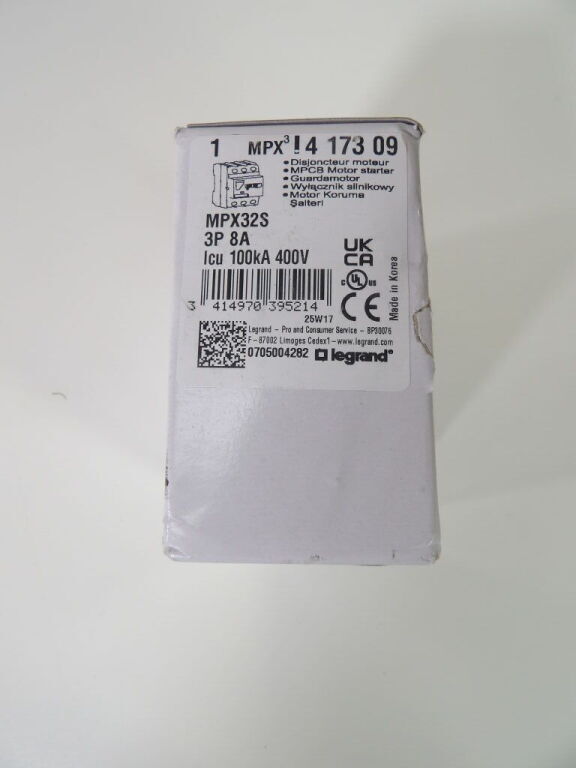 1 MPX³ ! 4 173 09
• Disjoncteur moteur
• MPCB Motor starter
• Guardamotor
• Wyłącznik silnikowy
• Motor Koruma
Şalteri
MPX32S
3P 8A
Icu 100kA 400V
UK
CA
c UL us
CE
Made in Korea
3 414970 395214
25W17
Legrand - Pro and Consumer Service - BP30076
F - 87002 Limoges Cedex1 - www.legrand.com
0705004282 legrand®